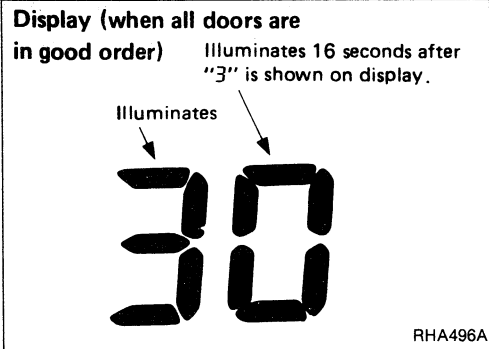 Display (when all doors are
in good order)
Illuminates 16 seconds after
"3" is shown on display.
Illuminates
30
RHA496A